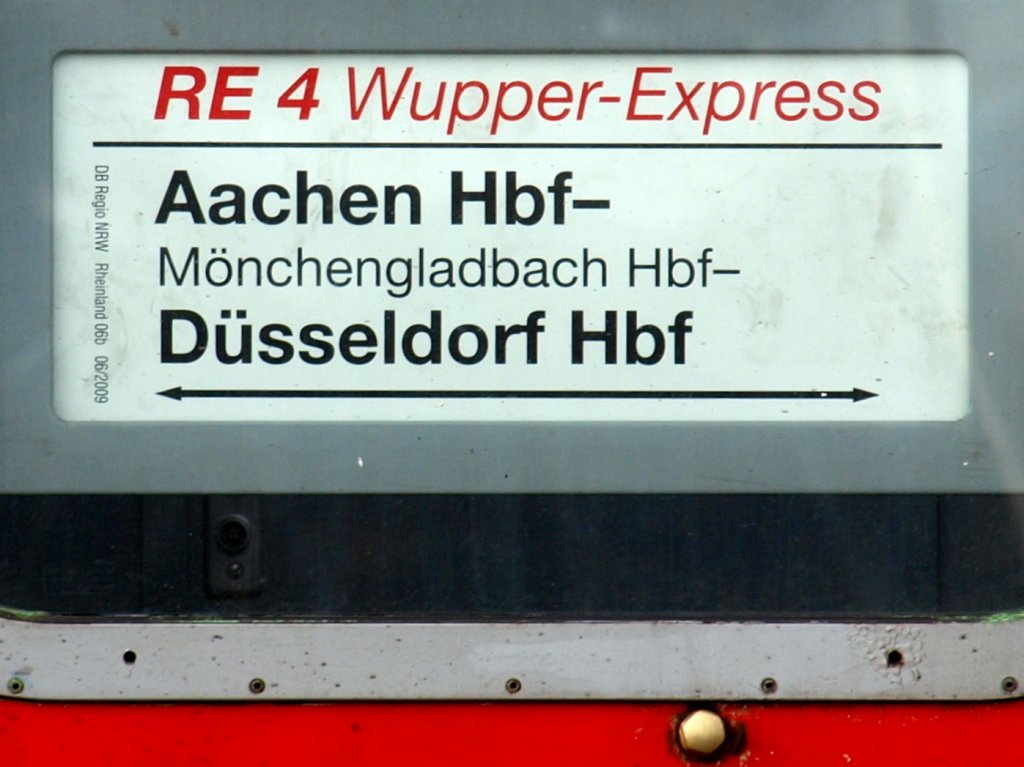 RE 4 Wupper-Express
Aachen Hbf–
Mönchengladbach Hbf–
Düsseldorf Hbf
DB Regio NRW Rheinland 06b 06/2009